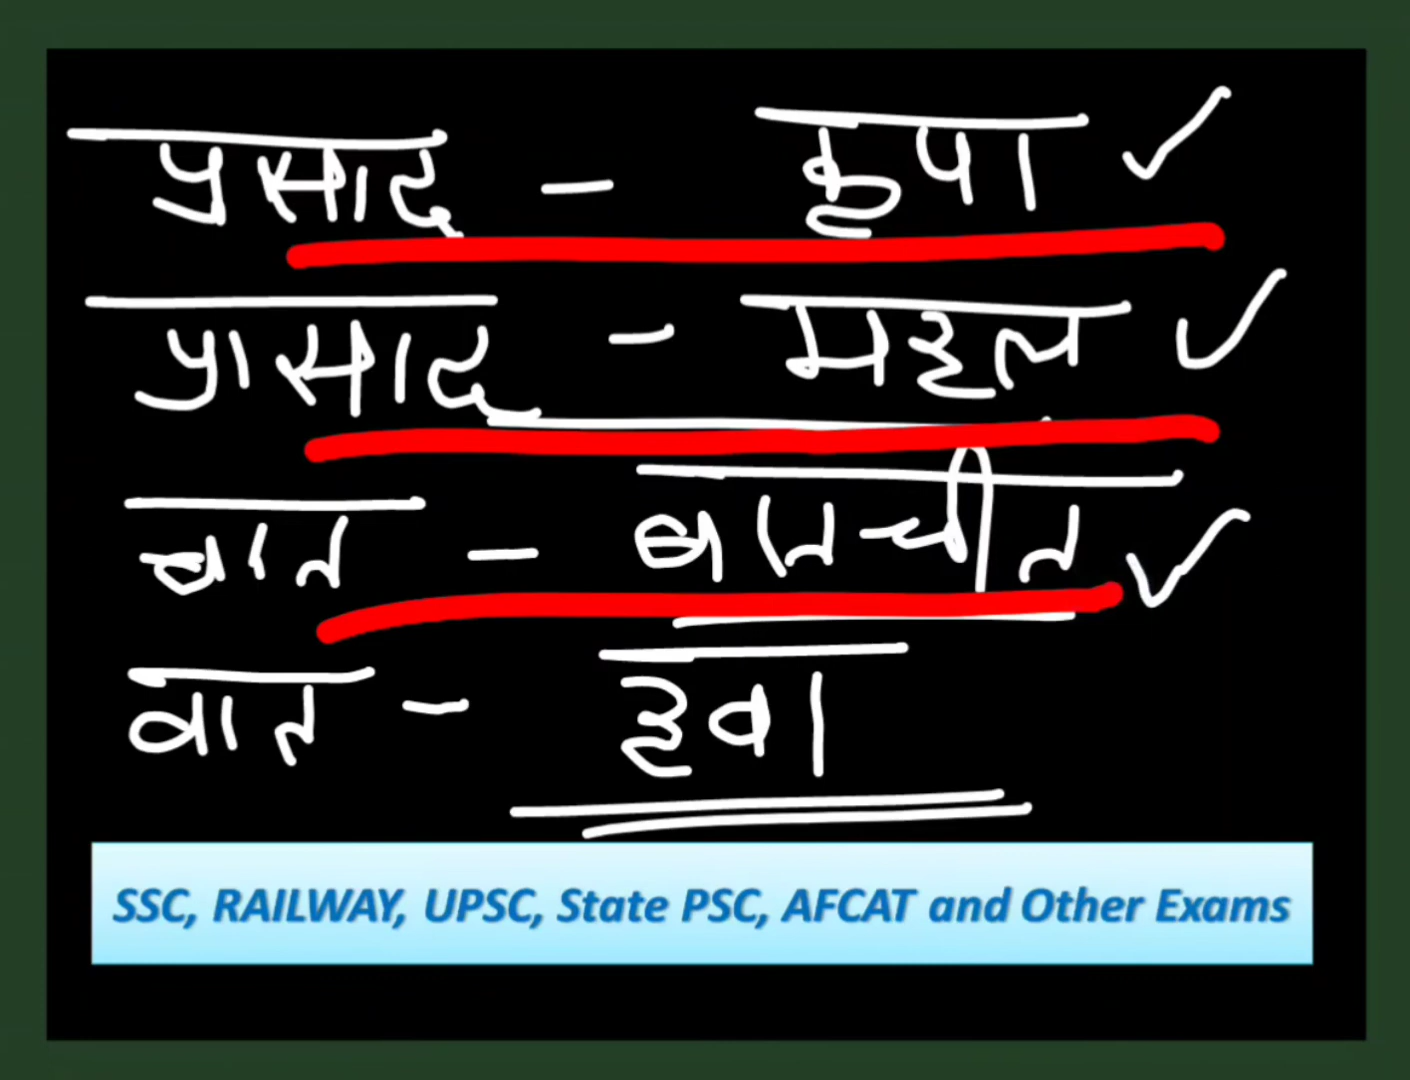 प्रसाद - कृपा
प्रासाद - महल
बात - बातचीत
वात - हवा
SSC, RAILWAY, UPSC, State PSC, AFCAT and Other Exams